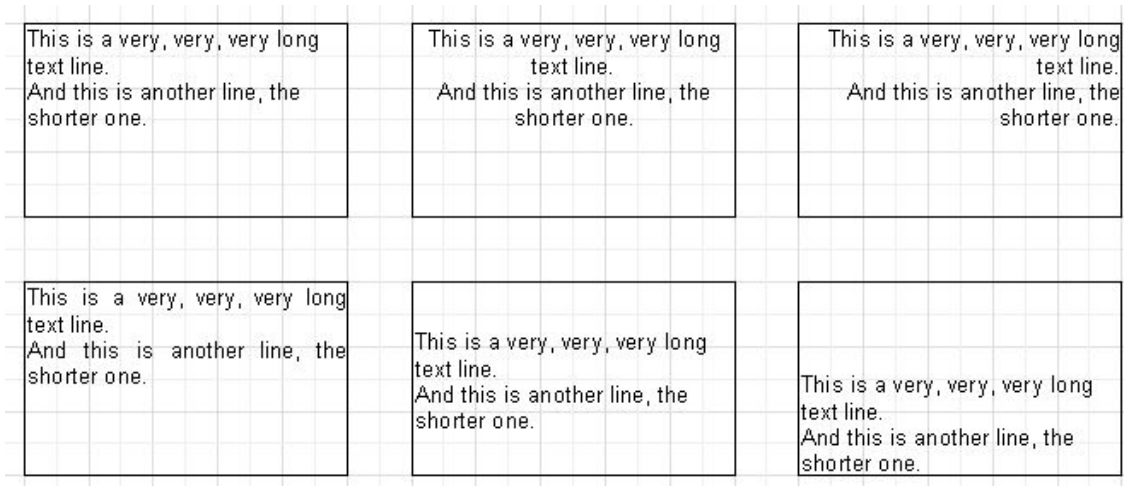 This is a very, very, very long
text line.
And this is another line, the
shorter one.
This is a very, very, very long
text line.
And this is another line, the
shorter one.
This is a very, very, very long
text line.
And this is another line, the
shorter one.
This is a very, very, very long
text line.
And this is another line, the
shorter one.
This is a very, very, very long
text line.
And this is another line, the
shorter one.
This is a very, very, very long
text line.
And this is another line, the
shorter one.